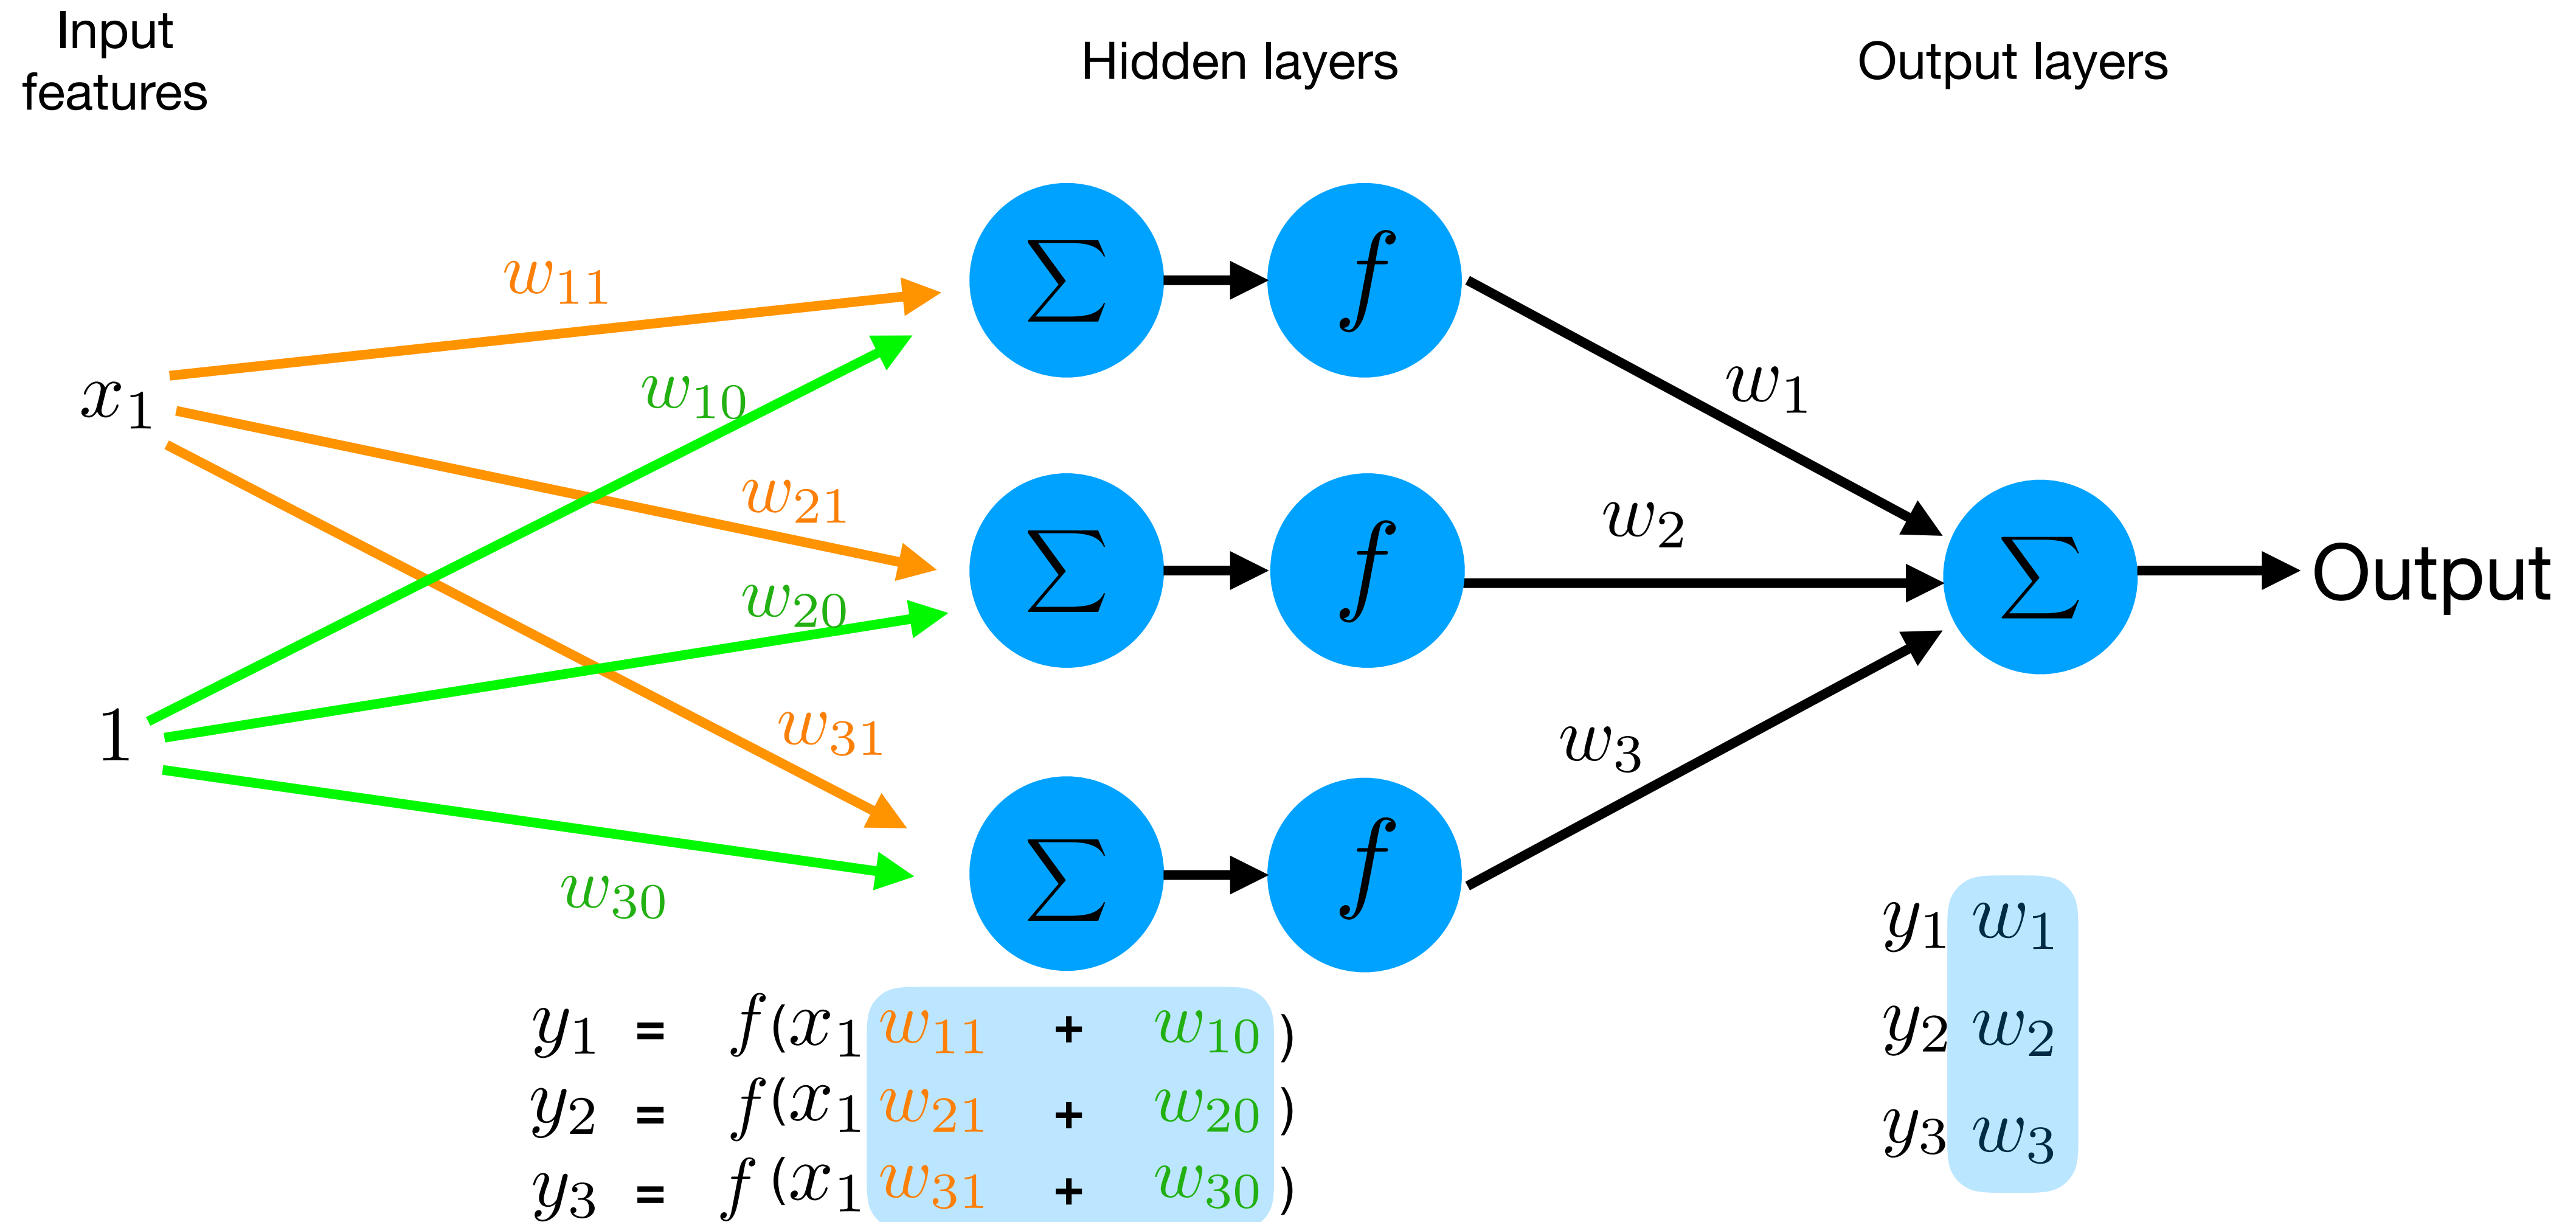 Input
features
Hidden layers
Output layers
w₁₁
Σ
f
w₁₀
w₁
x₁
w₂₁
w₂
Σ
f
Σ
Output
w₂₀
1
w₃₁
w₃
Σ
f
w₃₀
y₁ w₁
y₂ w₂
y₃ w₃
y₁ = f(x₁ w₁₁ + w₁₀)
y₂ = f(x₁ w₂₁ + w₂₀)
y₃ = f(x₁ w₃₁ + w₃₀)